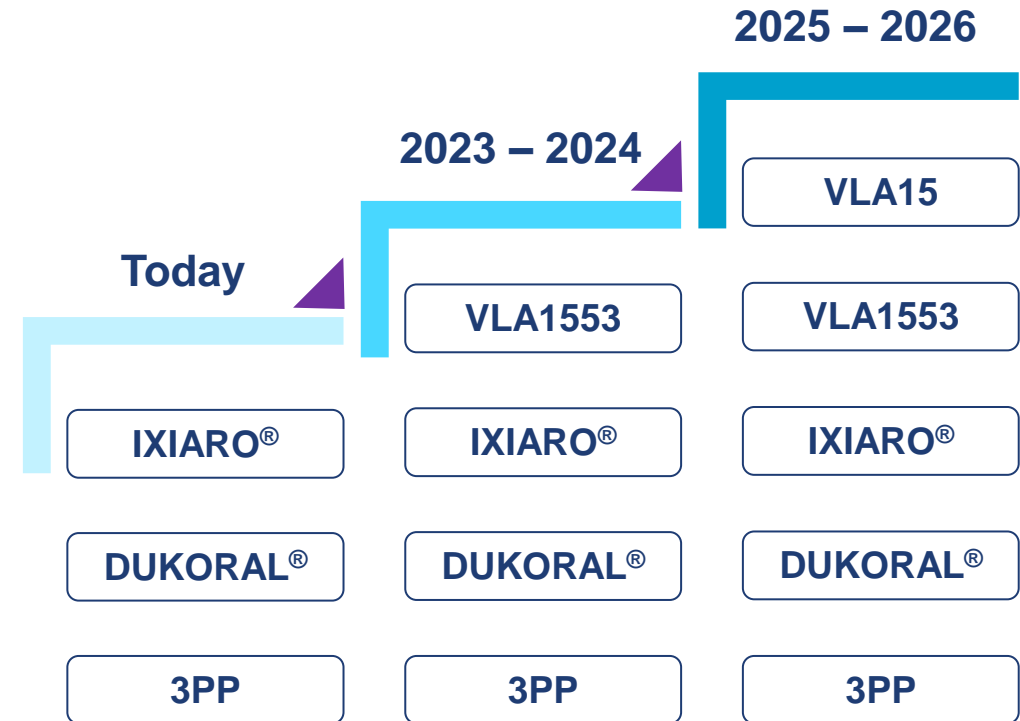 2025 – 2026
2023 – 2024
Today
VLA15
VLA1553
VLA1553
IXIARO®
IXIARO®
IXIARO®
DUKORAL®
DUKORAL®
DUKORAL®
3PP
3PP
3PP